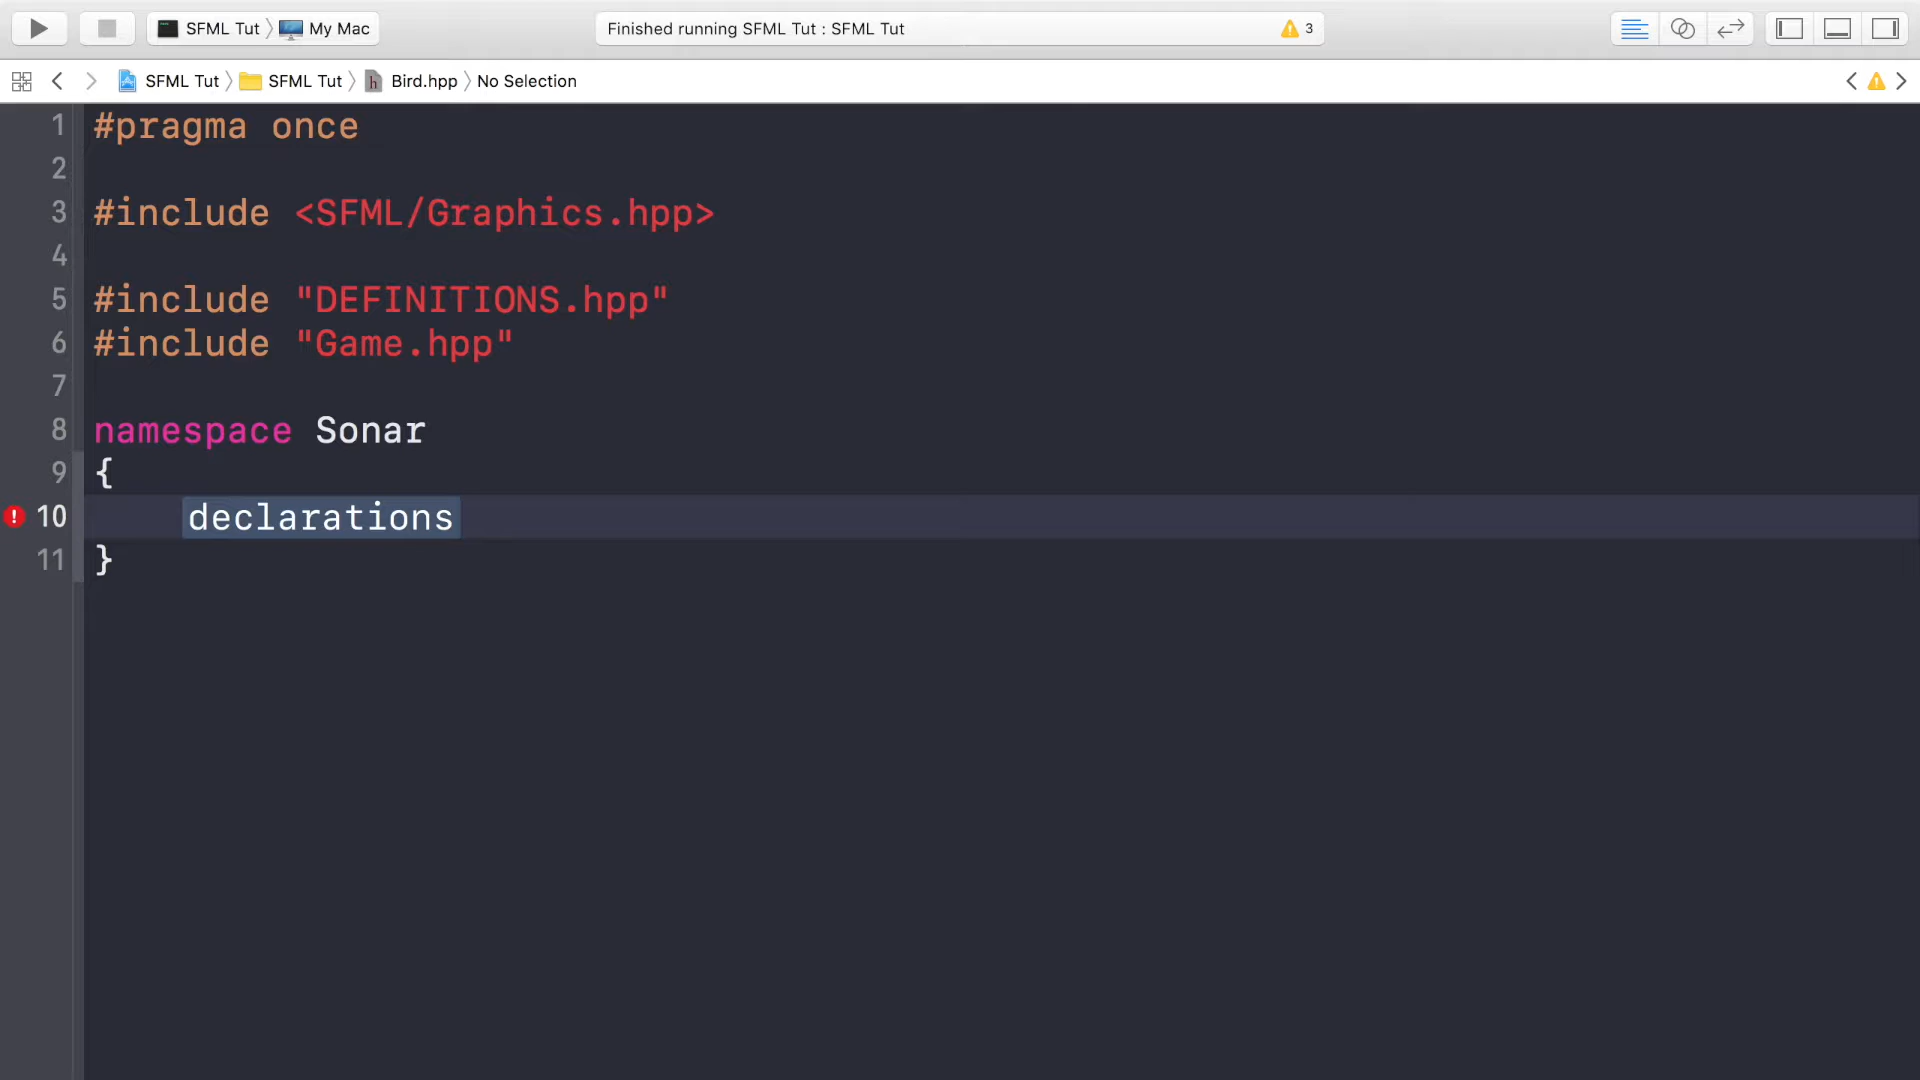 SFML Tut 〉 My Mac
Finished running SFML Tut : SFML Tut
3
SFML Tut 〉 SFML Tut 〉 h Bird.hpp 〉 No Selection
1 #pragma once
2
3 #include <SFML/Graphics.hpp>
4
5 #include "DEFINITIONS.hpp"
6 #include "Game.hpp"
7
8 namespace Sonar
9 {
10 declarations
11 }